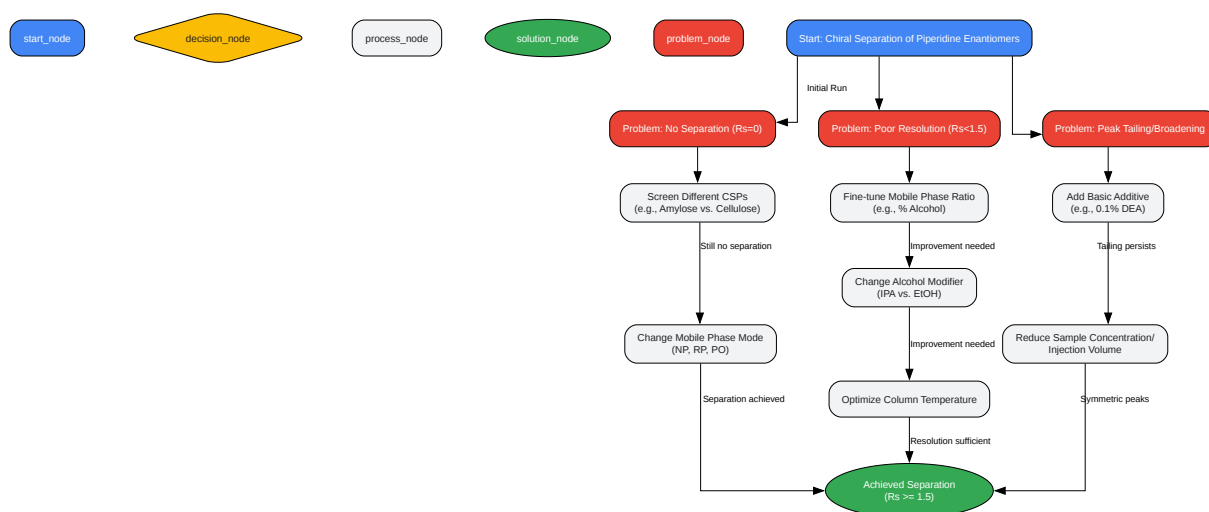 start_node
decision_node
process_node
solution_node
problem_node
Start: Chiral Separation of Piperidine Enantiomers
Initial Run
Problem: No Separation (Rs=0)
Problem: Poor Resolution (Rs<1.5)
Problem: Peak Tailing/Broadening
Screen Different CSPs
(e.g., Amylose vs. Cellulose)
Fine-tune Mobile Phase Ratio
(e.g., % Alcohol)
Add Basic Additive
(e.g., 0.1% DEA)
Still no separation
Improvement needed
Tailing persists
Change Alcohol Modifier
(IPA vs. EtOH)
Change Mobile Phase Mode
(NP, RP, PO)
Improvement needed
Reduce Sample Concentration/
Injection Volume
Separation achieved
Optimize Column Temperature
Symmetric peaks
Resolution sufficient
Achieved Separation
(Rs >= 1.5)